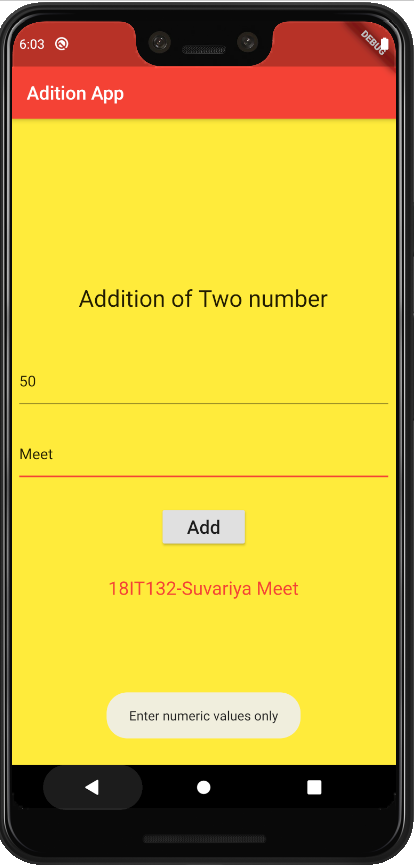 6:03
DEBUG
Adition App
Addition of Two number
50
Meet
Add
18IT132-Suvariya Meet
Enter numeric values only